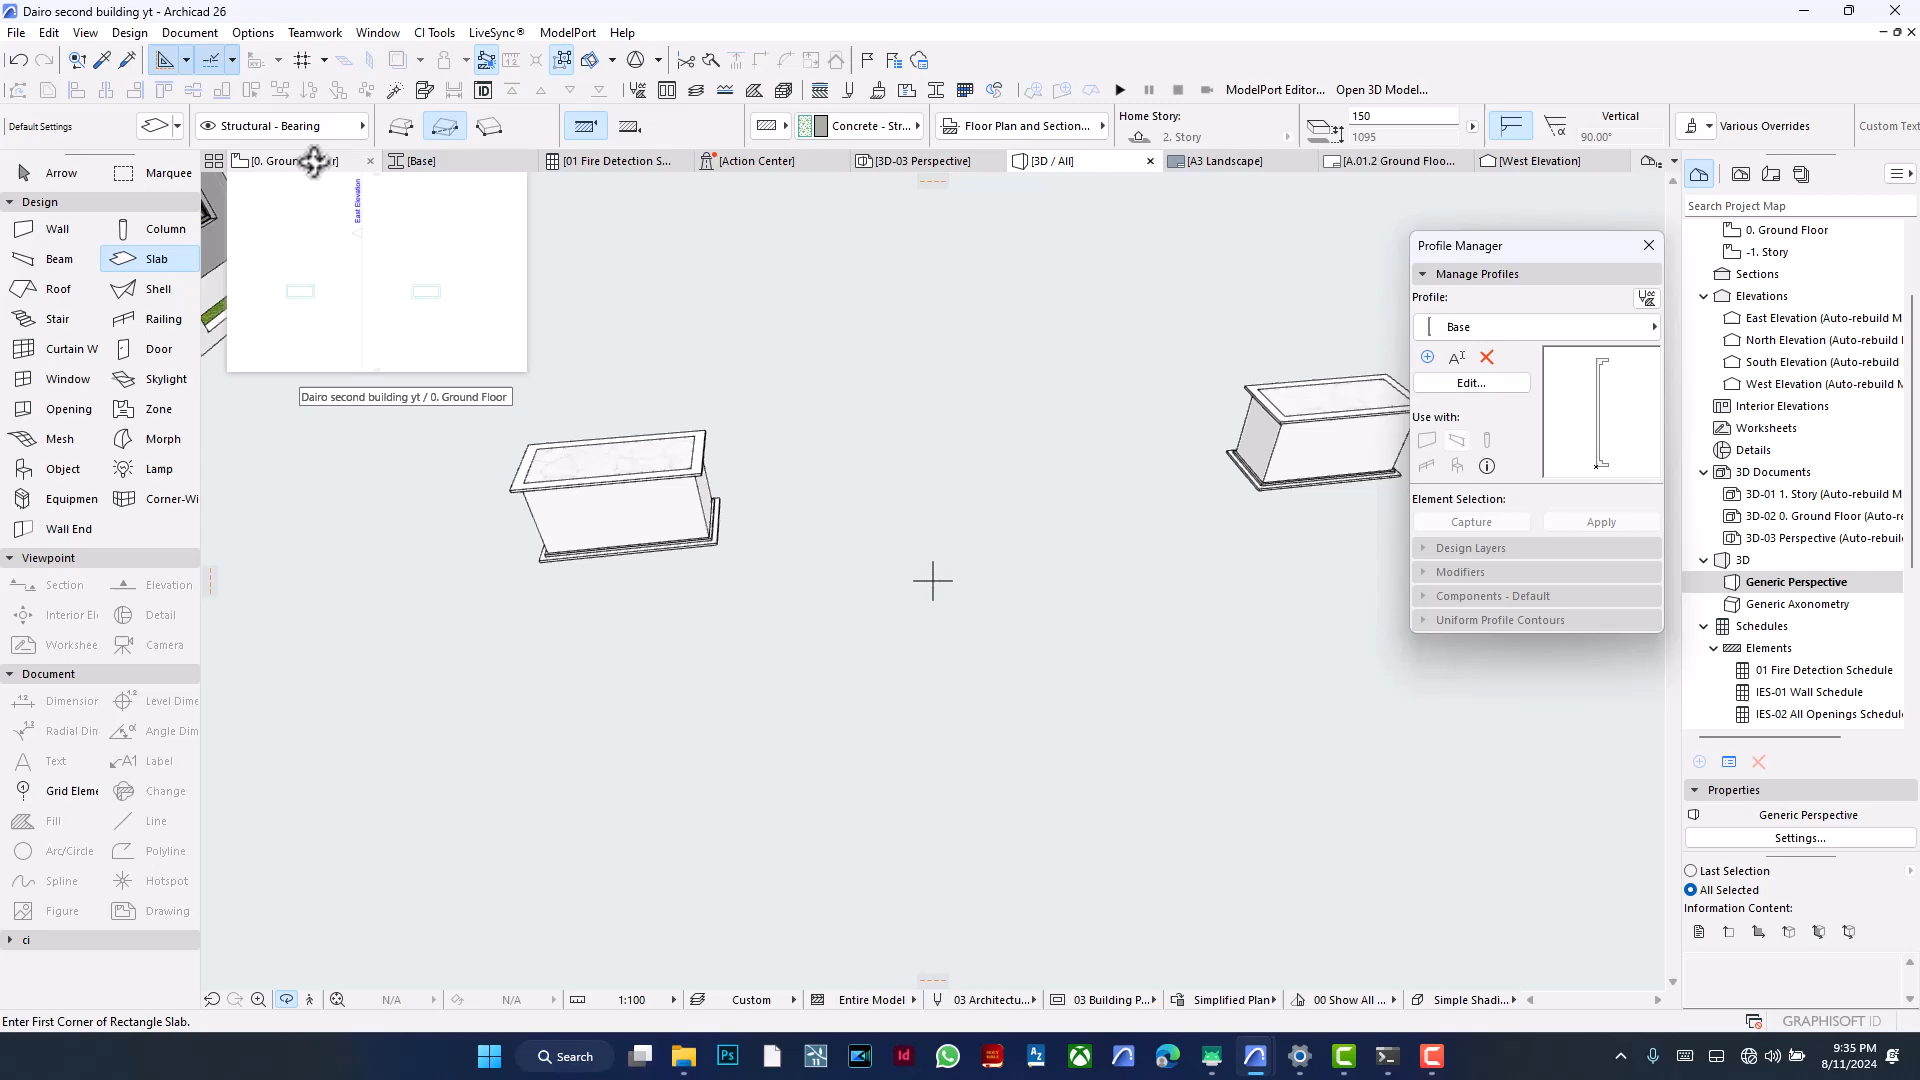 Dairo second building yt - Archicad 26
File Edit View Design Document Options Teamwork Window CI Tools LiveSync® ModelPort Help
ModelPort Editor... Open 3D Model...
Default Settings
Structural - Bearing
Concrete - Str...
Floor Plan and Section...
Home Story:
2. Story
150
1095
Vertical
90.00°
Various Overrides
Custom Text
[0. Ground
[Base]
[01 Fire Detection S...
[Action Center]
[3D-03 Perspective]
[3D / All]
[A3 Landscape]
[A.01.2 Ground Floo...
[West Elevation]
Arrow Marquee
Design
Wall Column
Beam Slab
Roof Shell
Stair Railing
Curtain W Door
Window Skylight
Opening Zone
Mesh Morph
Object Lamp
Equipmen Corner-Wi
Wall End
Viewpoint
Section Elevation
Interior El Detail
Workshee Camera
Document
Dimensior Level Dime
Radial Dim Angle Dim
Text Label
Grid Eleme Change
Fill Line
Arc/Circle Polyline
Spline Hotspot
Figure Drawing
ci
East Elevation
Dairo second building yt / 0. Ground Floor
Profile Manager
Manage Profiles
Profile:
Base
Edit...
Use with:
Element Selection:
Capture Apply
Design Layers
Modifiers
Components - Default
Uniform Profile Contours
Search Project Map
0. Ground Floor
-1. Story
Sections
Elevations
East Elevation (Auto-rebuild M
North Elevation (Auto-rebuild
South Elevation (Auto-rebuild
West Elevation (Auto-rebuild M
Interior Elevations
Worksheets
Details
3D Documents
3D-01 1. Story (Auto-rebuild M
3D-02 0. Ground Floor (Auto-re
3D-03 Perspective (Auto-rebuil
3D
Generic Perspective
Generic Axonometry
Schedules
Elements
01 Fire Detection Schedule
IES-01 Wall Schedule
IES-02 All Openings Schedul
Properties
Generic Perspective
Settings...
Last Selection
All Selected
Information Content:
N/A N/A 1:100 Custom Entire Model 03 Architectu... 03 Building P... Simplified Plan 00 Show All ... Simple Shadi...
Enter First Corner of Rectangle Slab.
GRAPHISOFT ID
Search
9:35 PM
8/11/2024